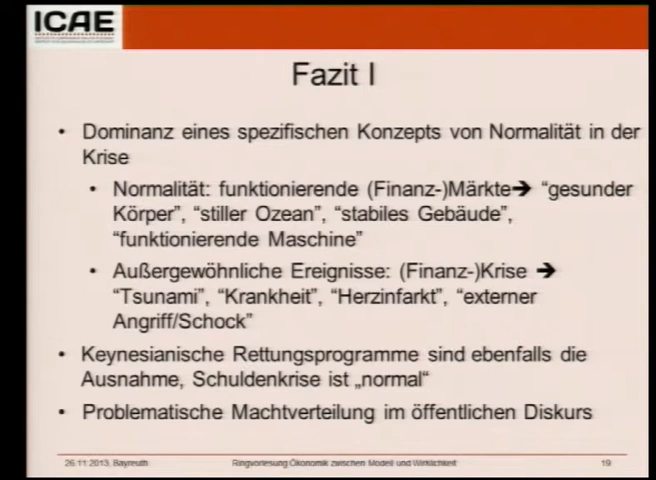 ICAE
Fazit I
• Dominanz eines spezifischen Konzepts von Normalität in der
Krise
• Normalität: funktionierende (Finanz-)Märkte➔ “gesunder
Körper”, “stiller Ozean”, “stabiles Gebäude”,
“funktionierende Maschine”
• Außergewöhnliche Ereignisse: (Finanz-)Krise ➔
“Tsunami”, “Krankheit”, “Herzinfarkt”, “externer
Angriff/Schock”
• Keynesianische Rettungsprogramme sind ebenfalls die
Ausnahme, Schuldenkrise ist „normal“
• Problematische Machtverteilung im öffentlichen Diskurs
26.11.2013, Bayreuth Ringvorlesung Ökonomik zwischen Modell und Wirklichkeit 19